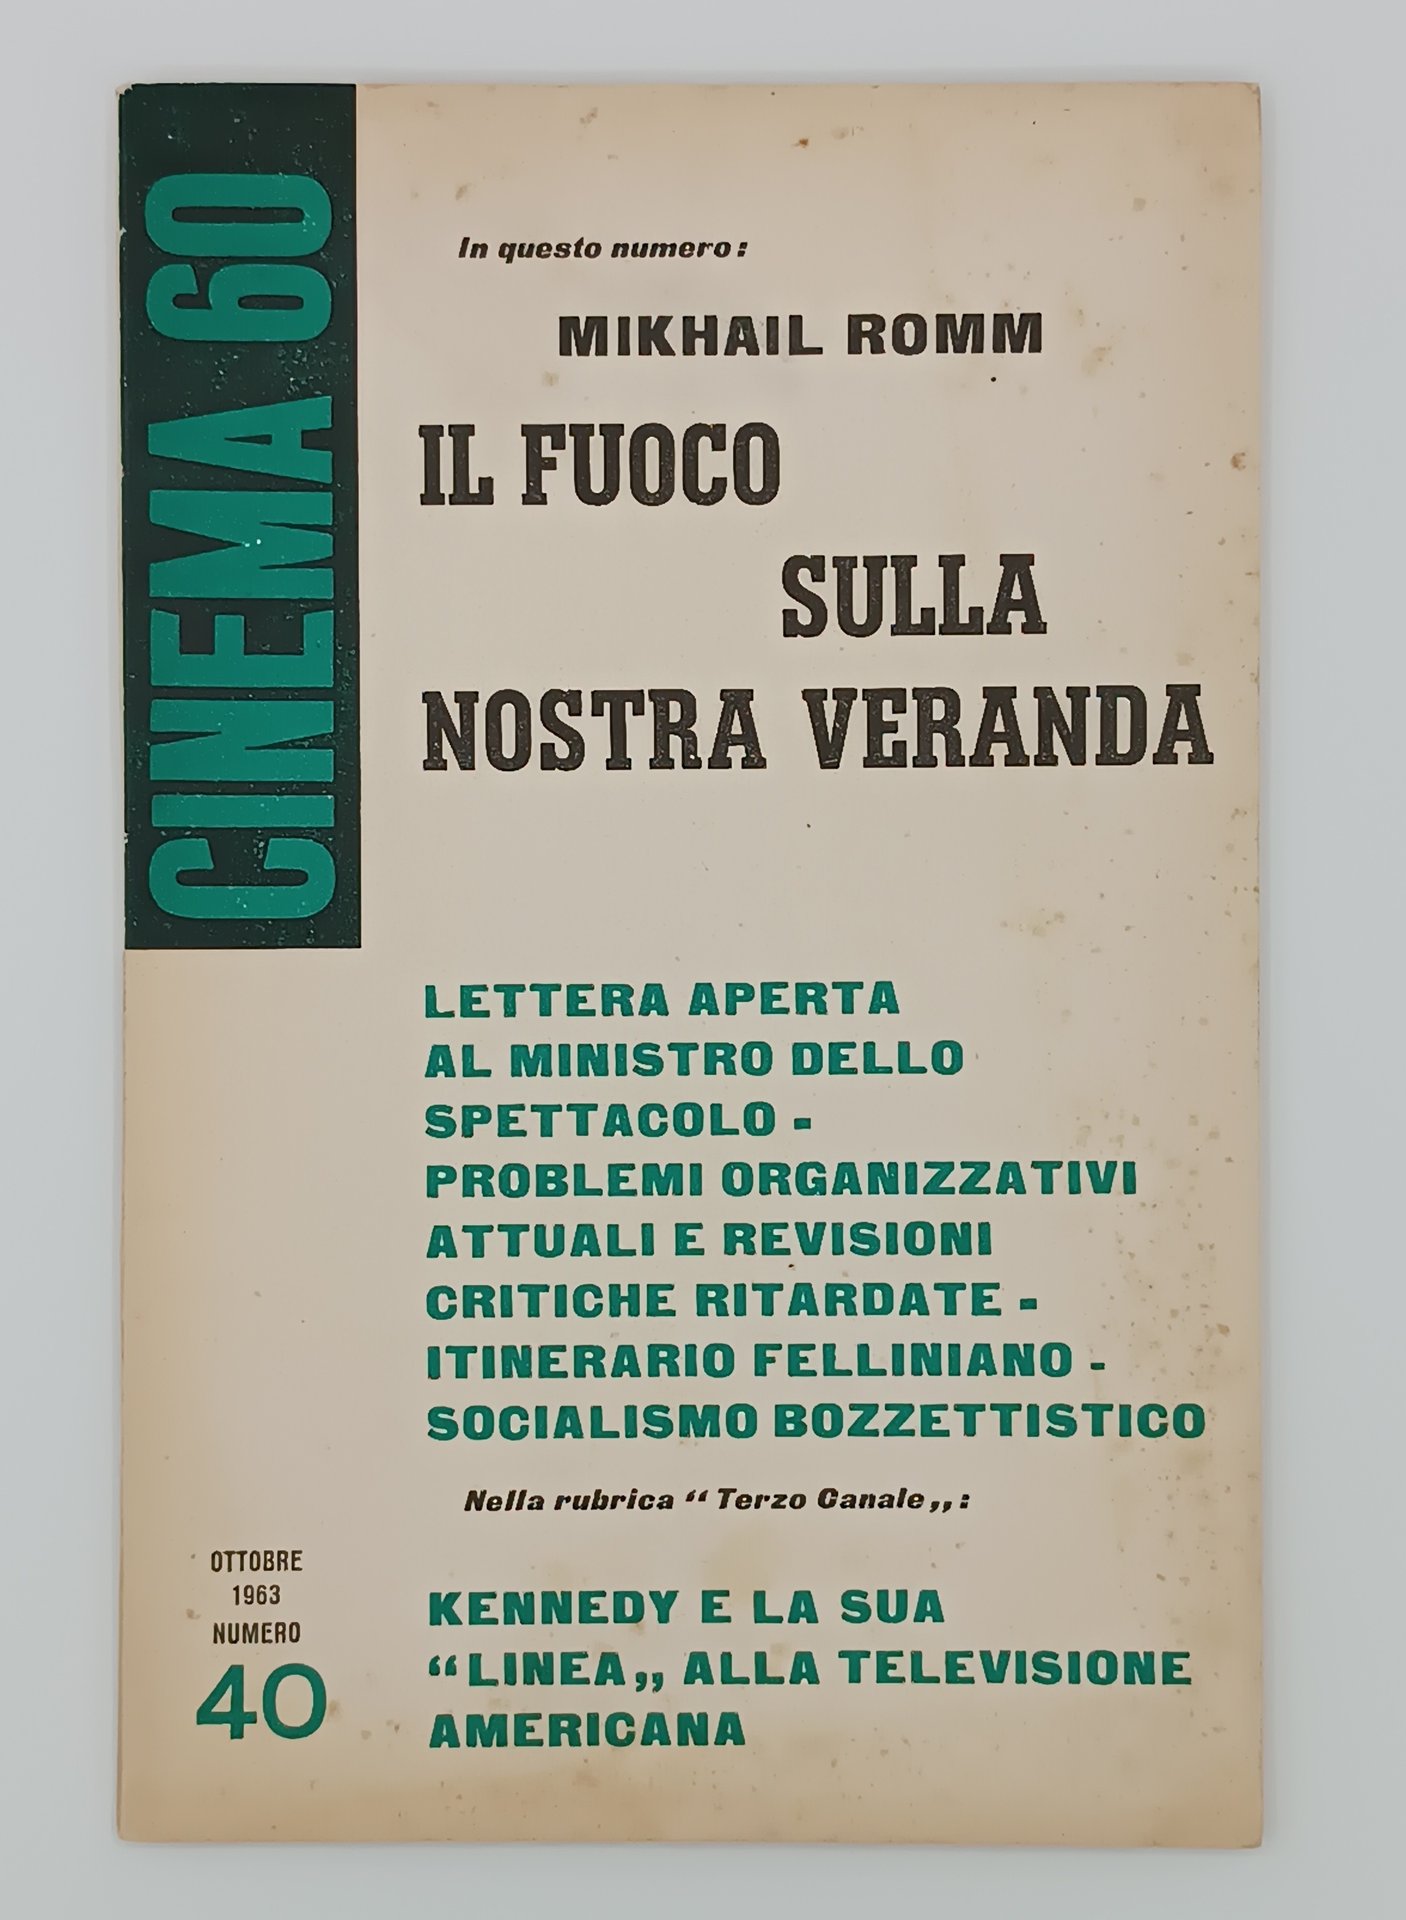 CINEMA 60
In questo numero:
MIKHAIL ROMM
IL FUOCO
SULLA
NOSTRA VERANDA
LETTERA APERTA
AL MINISTRO DELLO
SPETTACOLO -
PROBLEMI ORGANIZZATIVI
ATTUALI E REVISIONI
CRITICHE RITARDATE -
ITINERARIO FELLINIANO -
SOCIALISMO BOZZETTISTICO
Nella rubrica “ Terzo Canale„:
KENNEDY E LA SUA
“LINEA„ ALLA TELEVISIONE
AMERICANA
OTTOBRE
1963
NUMERO
40